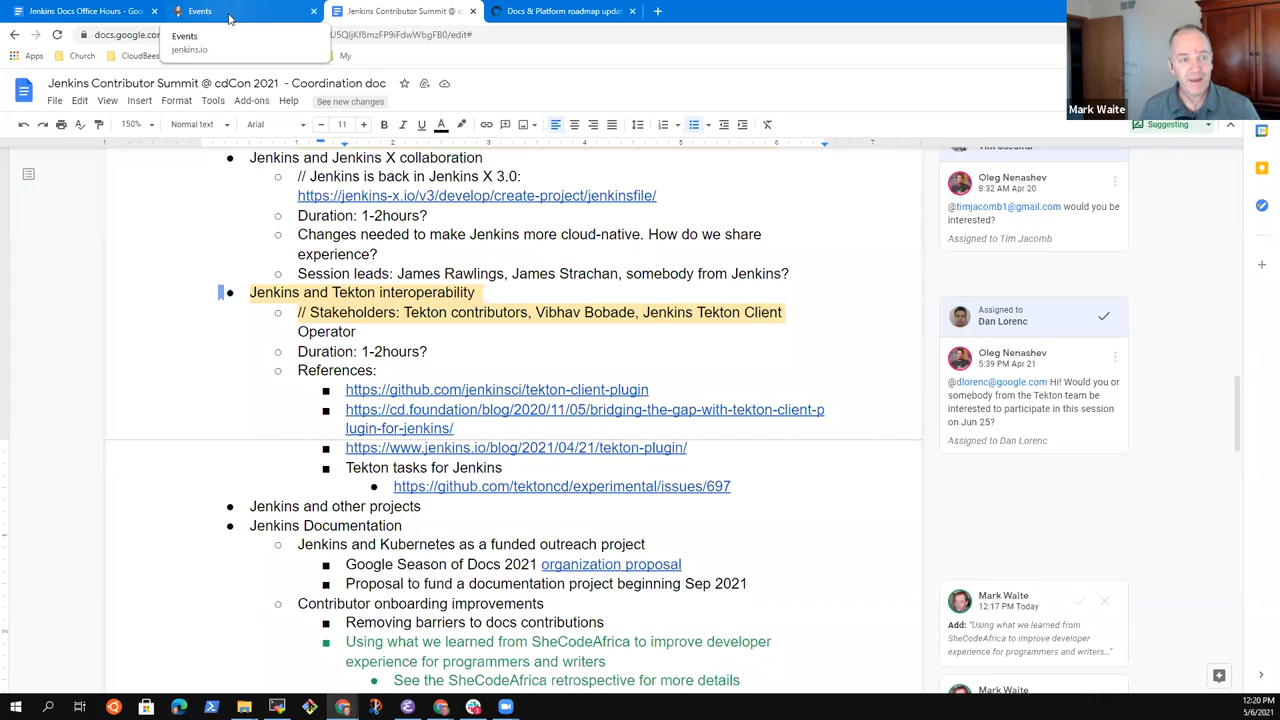 Jenkins Docs Office Hours - Goo
Events
Jenkins Contributor Summit @ c
Docs & Platform roadmap updat
docs.google.com
Events
jenkins.io
U5QIjKf8mzFP9iFdwWbgFB0/edit#
Apps
Church
CloudBees
My
Jenkins Contributor Summit @ cdCon 2021 - Coordination doc
File Edit View Insert Format Tools Add-ons Help See new changes
150% Normal text Arial 11
B I U A
Suggesting
Mark Waite
1 1 2 3 4 5 6 7
Jenkins and Jenkins X collaboration
// Jenkins is back in Jenkins X 3.0:
https://jenkins-x.io/v3/develop/create-project/jenkinsfile/
Duration: 1-2hours?
Changes needed to make Jenkins more cloud-native. How do we share
experience?
Session leads: James Rawlings, James Strachan, somebody from Jenkins?
Jenkins and Tekton interoperability
// Stakeholders: Tekton contributors, Vibhav Bobade, Jenkins Tekton Client
Operator
Duration: 1-2hours?
References:
https://github.com/jenkinsci/tekton-client-plugin
https://cd.foundation/blog/2020/11/05/bridging-the-gap-with-tekton-client-p
lugin-for-jenkins/
https://www.jenkins.io/blog/2021/04/21/tekton-plugin/
Tekton tasks for Jenkins
https://github.com/tektoncd/experimental/issues/697
Jenkins and other projects
Jenkins Documentation
Jenkins and Kubernetes as a funded outreach project
Google Season of Docs 2021 organization proposal
Proposal to fund a documentation project beginning Sep 2021
Contributor onboarding improvements
Removing barriers to docs contributions
Using what we learned from SheCodeAfrica to improve developer
experience for programmers and writers
See the SheCodeAfrica retrospective for more details
Tim Jacomb
Oleg Nenashev
8:32 AM Apr 20
@timjacomb1@gmail.com would you be
interested?
Assigned to Tim Jacomb
Assigned to
Dan Lorenc
Oleg Nenashev
5:39 PM Apr 21
@dlorenc@google.com Hi! Would you or
somebody from the Tekton team be
interested to participate in this session
on Jun 25?
Assigned to Dan Lorenc
Mark Waite
12:17 PM Today
Add: "Using what we learned from
SheCodeAfrica to improve developer
experience for programmers and writers..."
Mark Waite
12:20 PM
5/6/2021